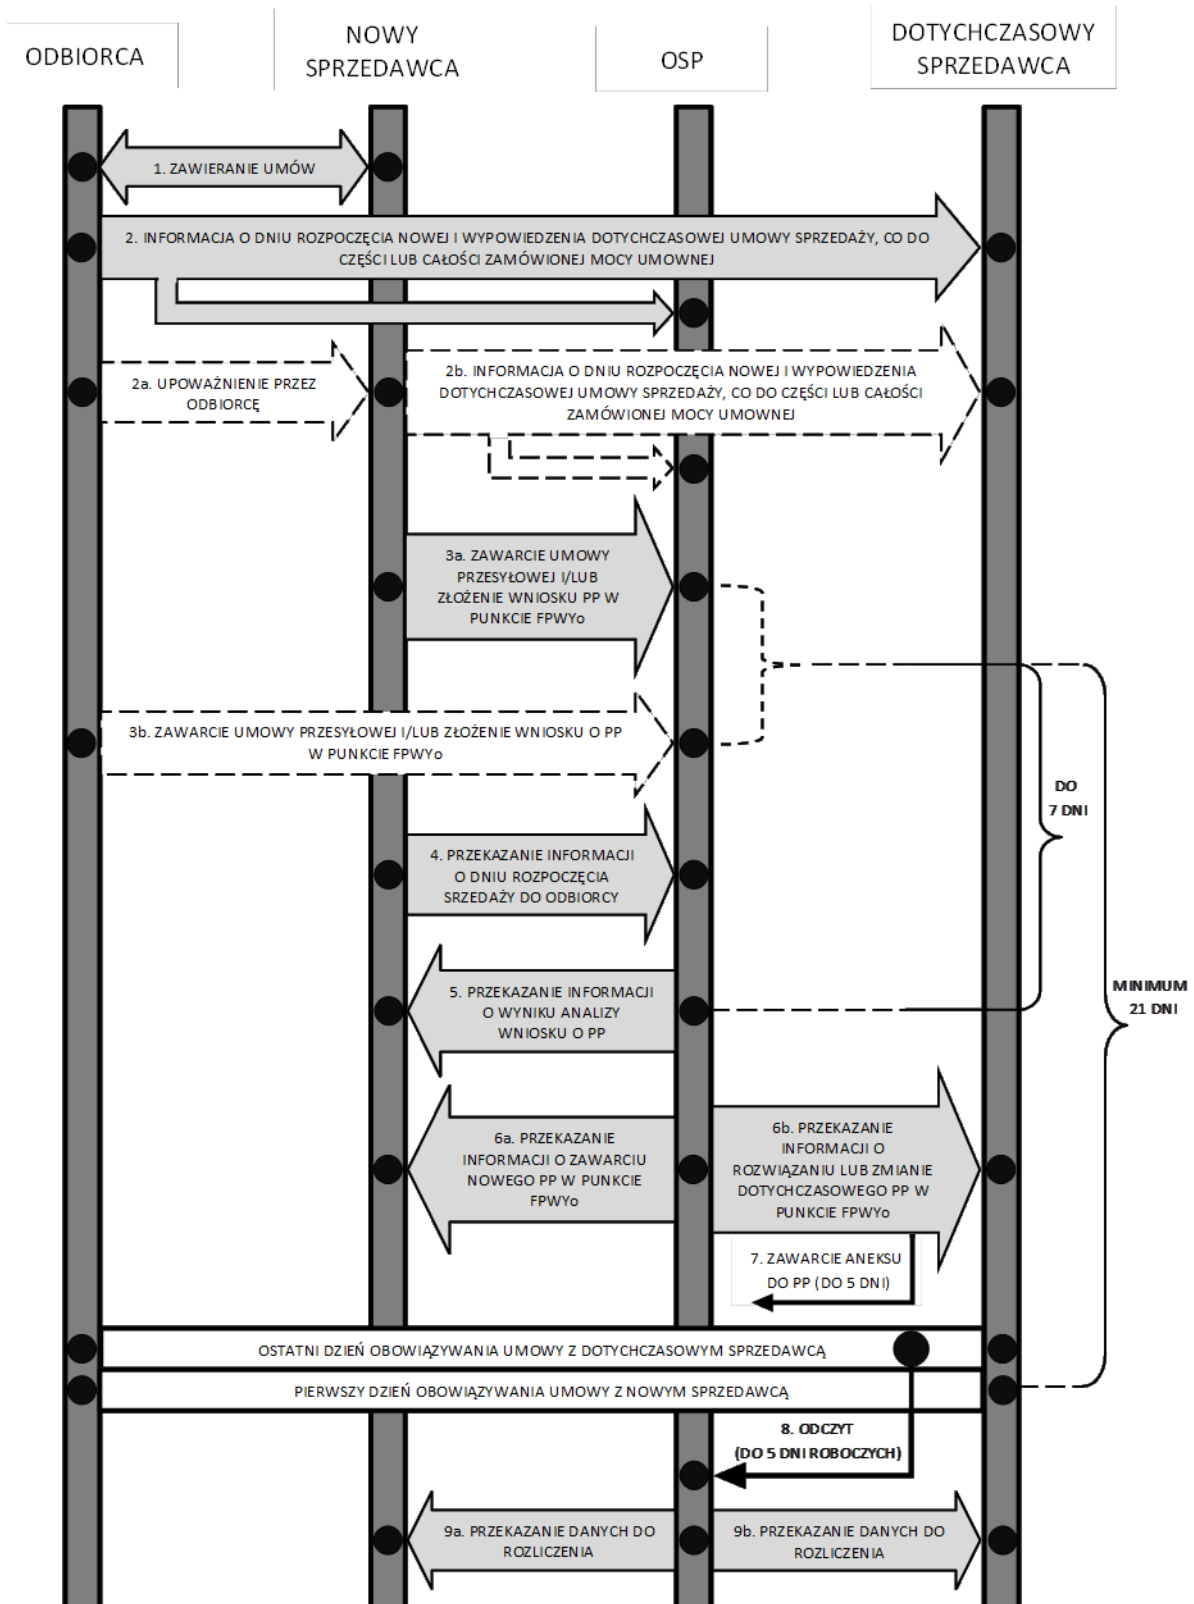 ODBIORCA
NOWY
SPRZEDAWCA
OSP
DOTYCHCZASOWY
SPRZEDAWCA
1. ZAWIERANIE UMÓW
2. INFORMACJA O DNIU ROZPOCZĘCIA NOWEJ I WYPOWIEDZENIA DOTYCHCZASOWEJ UMOWY SPRZEDAŻY, CO DO
CZĘŚCI LUB CAŁOŚCI ZAMÓWIONEJ MOCY UMOWNEJ
2a. UPOWAŻNIENIE PRZEZ
ODBIORCĘ
2b. INFORMACJA O DNIU ROZPOCZĘCIA NOWEJ I WYPOWIEDZENIA
DOTYCHCZASOWEJ UMOWY SPRZEDAŻY, CO DO CZĘŚCI LUB CAŁOŚCI
ZAMÓWIONEJ MOCY UMOWNEJ
3a. ZAWARCIE UMOWY
PRZESYŁOWEJ I/LUB
ZŁOŻENIE WNIOSKU PP W
PUNKCIE FPWYo
3b. ZAWARCIE UMOWY PRZESYŁOWEJ I/LUB ZŁOŻENIE WNIOSKU O PP
W PUNKCIE FPWYo
DO
7 DNI
4. PRZEKAZANIE INFORMACJI
O DNIU ROZPOCZĘCIA
SRZEDAŻY DO ODBIORCY
5. PRZEKAZANIE INFORMACJI
O WYNIKU ANALIZY
WNIOSKU O PP
MINIMUM
21 DNI
6a. PRZEKAZANIE
INFORMACJI O ZAWARCIU
NOWEGO PP W PUNKCIE
FPWYo
6b. PRZEKAZANIE
INFORMACJI O
ROZWIĄZANIU LUB ZMIANIE
DOTYCHCZASOWEGO PP W
PUNKCIE FPWYo
7. ZAWARCIE ANEKSU
DO PP (DO 5 DNI)
OSTATNI DZIEŃ OBOWIĄZYWANIA UMOWY Z DOTYCHCZASOWYM SPRZEDAWCĄ
PIERWSZY DZIEŃ OBOWIĄZYWANIA UMOWY Z NOWYM SPRZEDAWCĄ
8. ODCZYT
(DO 5 DNI ROBOCZYCH)
9a. PRZEKAZANIE DANYCH DO
ROZLICZENIA
9b. PRZEKAZANIE DANYCH DO
ROZLICZENIA